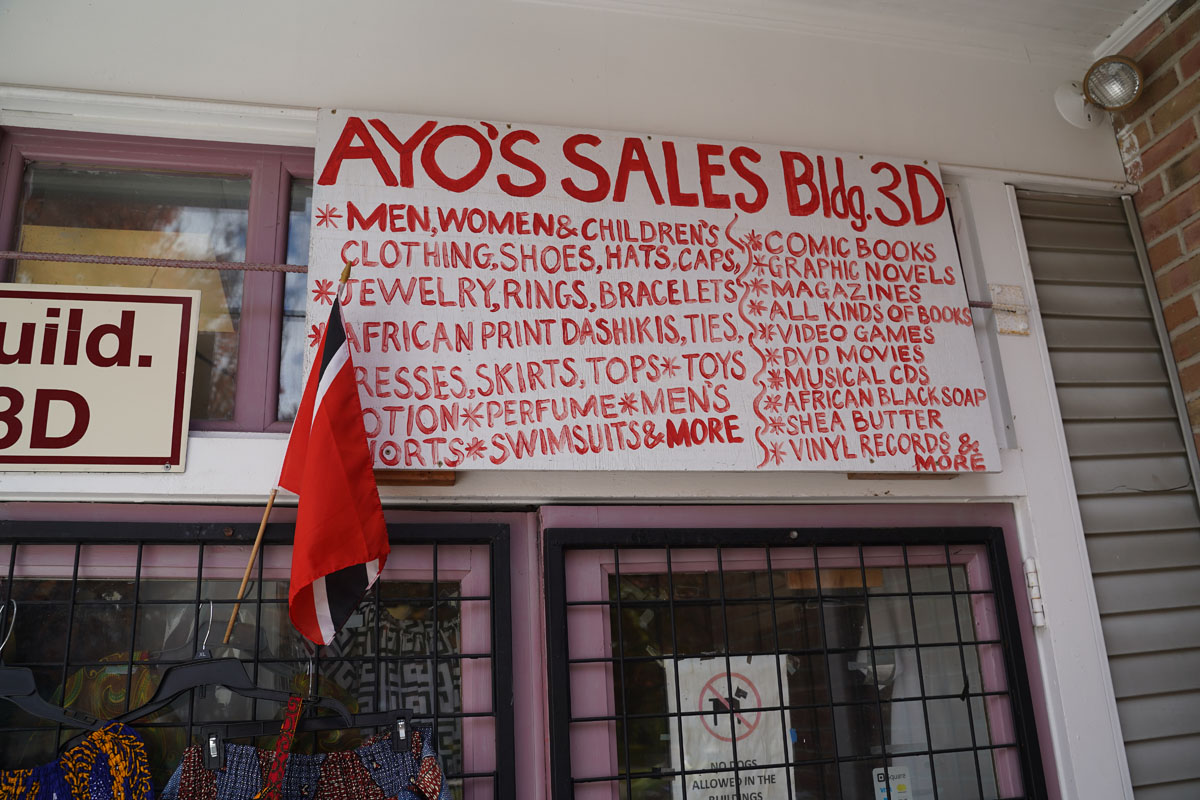 AYO'S SALES Bldg. 3D
* MEN, WOMEN & CHILDREN'S
CLOTHING, SHOES, HATS, CAPS,
* JEWELRY, RINGS, BRACELETS
* AFRICAN PRINT DASHIKIS, TIES,
RESSES, SKIRTS, TOPS * TOYS
OTION * PERFUME * MEN'S
HORTS * SWIMSUITS & MORE
* COMIC BOOKS
* GRAPHIC NOVELS
* MAGAZINES
* ALL KINDS OF BOOKS
* VIDEO GAMES
* DVD MOVIES
* MUSICAL CDS
* AFRICAN BLACK SOAP
* SHEA BUTTER
* VINYL RECORDS &
MORE
uild.
3D
NO DOGS
ALLOWED IN THE
BUILDINGS
Square